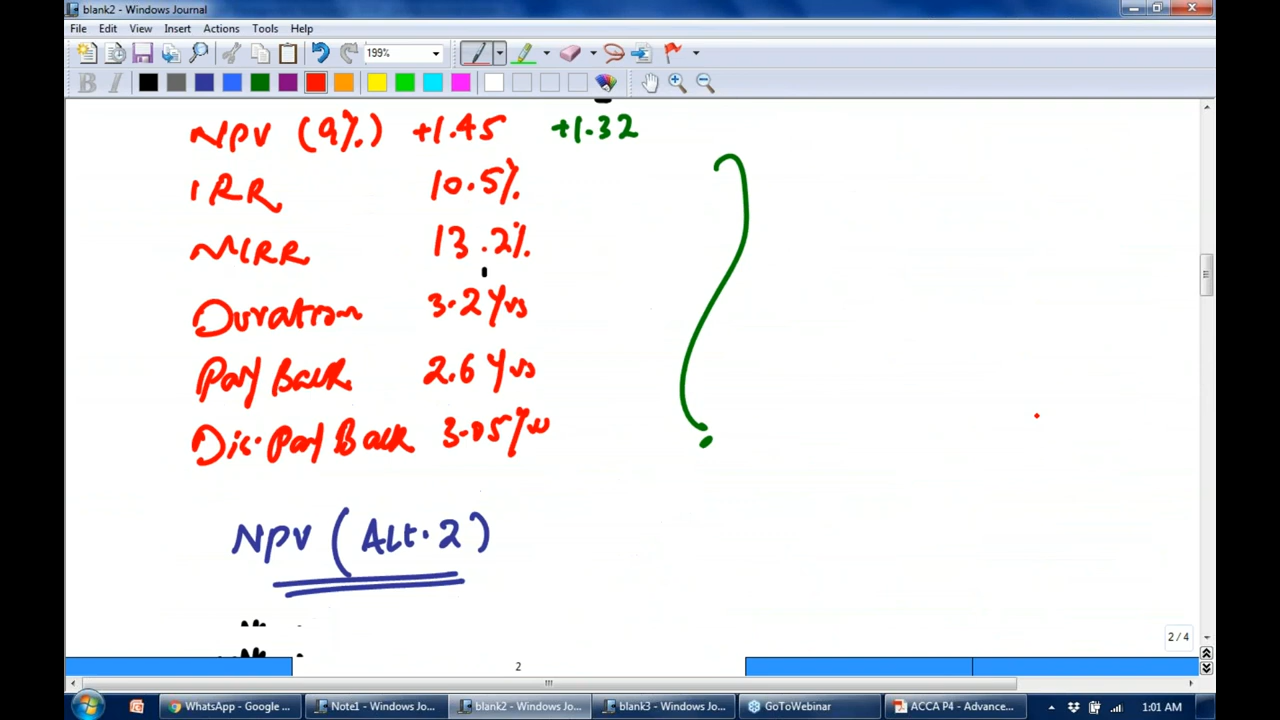 blank2 - Windows Journal
File Edit View Insert Actions Tools Help
199%
B I
NPV (9%) +1.45 +1.32
IRR 10.5%
MIRR 13.2%
Duration 3.2 Yrs
Pay Back 2.6 Yrs
Dis. Pay Back 3.05 Yrs
NPV (Alt. 2)
2 / 4
2
WhatsApp - Google ... Note1 - Windows Jo... blank2 - Windows Jo... blank3 - Windows Jo... GoToWebinar ACCA P4 - Advance... 1:01 AM